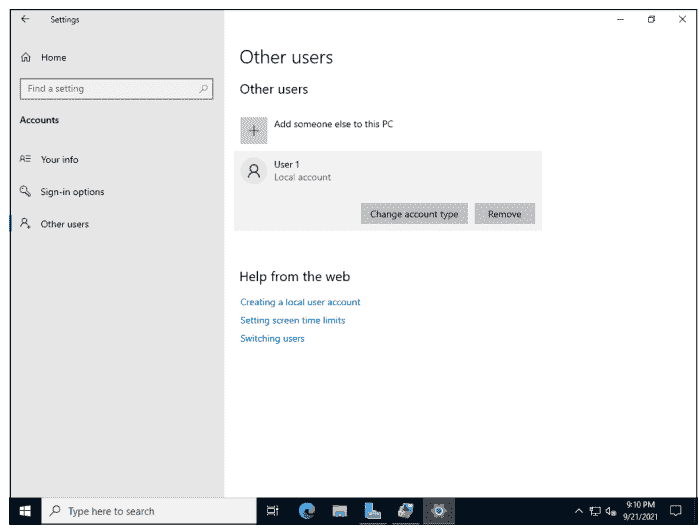 Settings
Home
Find a setting
Accounts
Your info
Sign-in options
Other users
Other users
Other users
Add someone else to this PC
User 1
Local account
Change account type
Remove
Help from the web
Creating a local user account
Setting screen time limits
Switching users
Type here to search
9:10 PM
9/21/2021